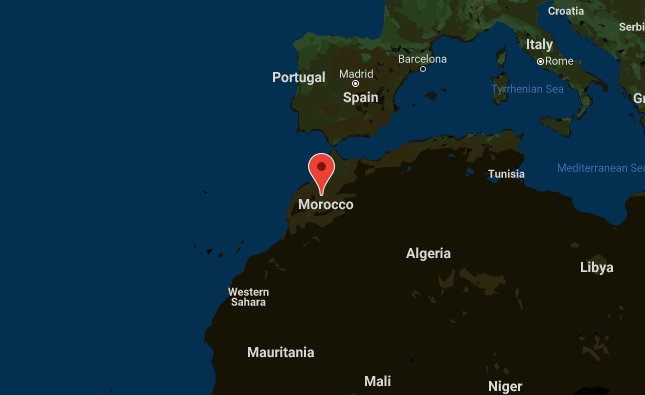 Croatia
Serbi
Italy
Barcelona
Rome
Madrid
Portugal
Spain
Tyrrhenian Sea
G
Mediterranean Sea
Tunisia
Morocco
Algeria
Libya
Western
Sahara
Mauritania
Mali
Niger